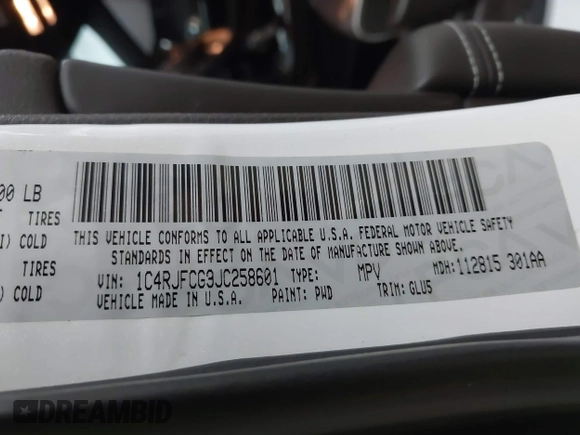 00 LB
TIRES
I) COLD
TIRES
) COLD
THIS VEHICLE CONFORMS TO ALL APPLICABLE U.S.A. FEDERAL MOTOR VEHICLE SAFETY
STANDARDS IN EFFECT ON THE DATE OF MANUFACTURE SHOWN ABOVE.
VIN: 1C4RJFCG3JC258601 TYPE: MPV MDH:112815 301AA
VEHICLE MADE IN U.S.A. PAINT: PWD TRIM: GLU5
DREAMBID